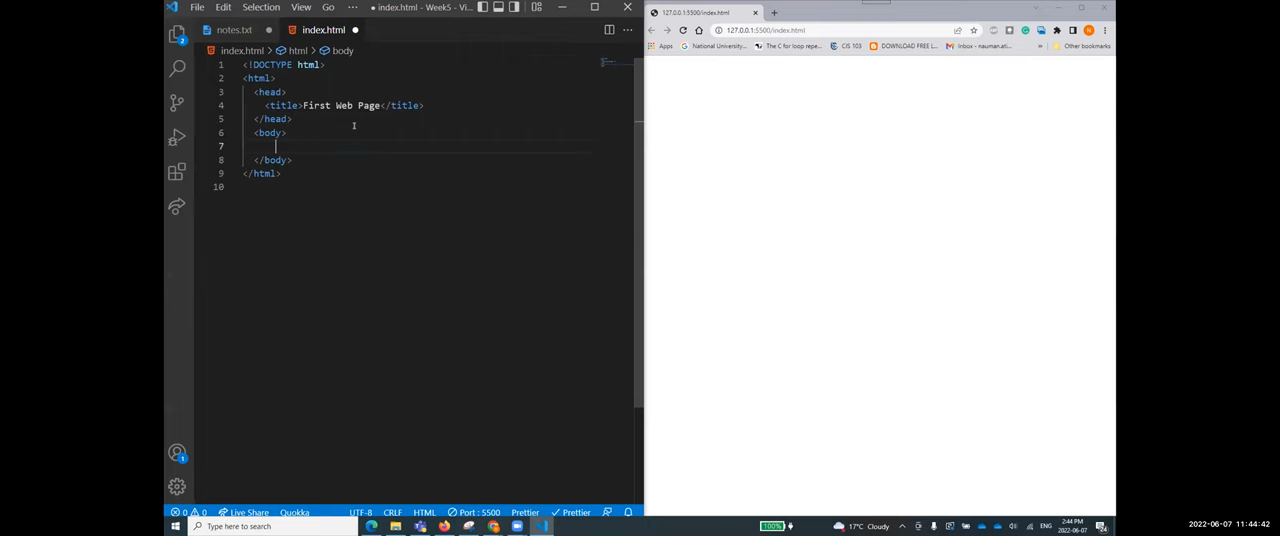 File Edit Selection View Go ... ● index.html - Week5 - Vi...
notes.txt index.html
index.html > html > body
1 <!DOCTYPE html>
2 <html>
3 <head>
4 <title>First Web Page</title>
5 </head>
6 <body>
7
8 </body>
9 </html>
10
2
1
0 0 Live Share Quokka UTF-8 CRLF HTML Port : 5500 Prettier Prettier
127.0.0.1:5500/index.html
127.0.0.1:5500/index.html
N
Apps National University... The C for loop repe... CIS 103 DOWNLOAD FREE L... Inbox - nauman.ati... » Other bookmarks
Type here to search
100% 17°C Cloudy ENG 2:44 PM
2022-06-07
24
2022-06-07 11:44:42